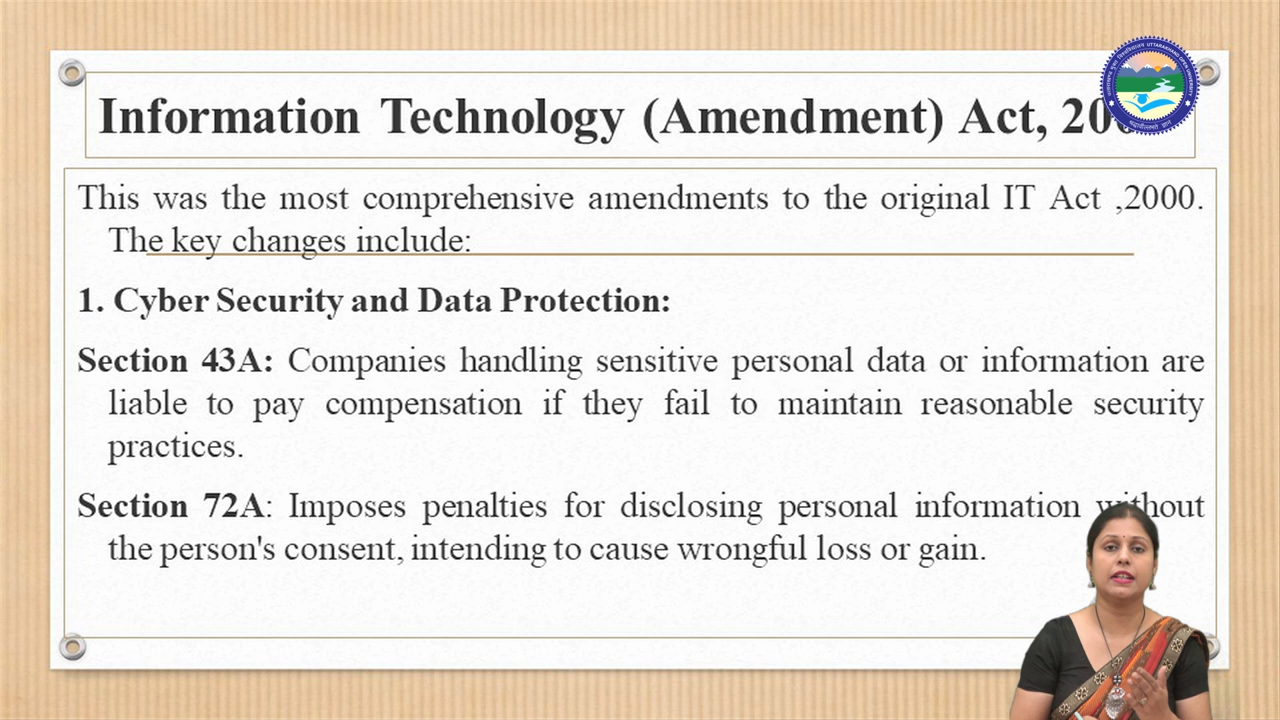 Information Technology (Amendment) Act, 20
This was the most comprehensive amendments to the original IT Act ,2000.
The key changes include:
1. Cyber Security and Data Protection:
Section 43A: Companies handling sensitive personal data or information are
liable to pay compensation if they fail to maintain reasonable security
practices.
Section 72A: Imposes penalties for disclosing personal information without
the person's consent, intending to cause wrongful loss or gain.